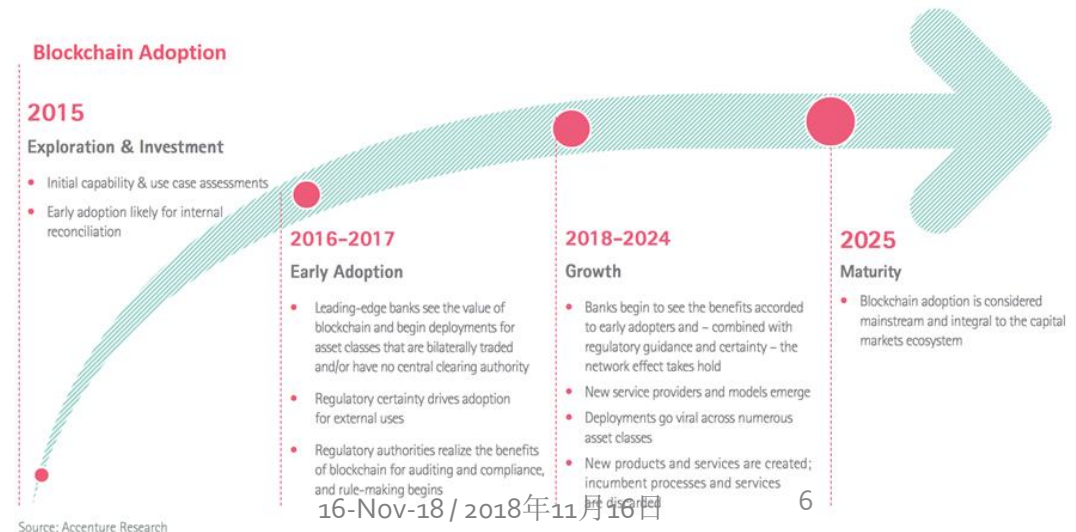 Blockchain Adoption
2015
Exploration & Investment
• Initial capability & use case assessments
• Early adoption likely for internal
reconciliation
2016-2017
Early Adoption
• Leading-edge banks see the value of
blockchain and begin deployments for
asset classes that are bilaterally traded
and/or have no central clearing authority
• Regulatory certainty drives adoption
for external uses
• Regulatory authorities realize the benefits
of blockchain for auditing and compliance,
and rule-making begins
2018-2024
Growth
• Banks begin to see the benefits accorded
to early adopters and – combined with
regulatory guidance and certainty – the
network effect takes hold
• New service providers and models emerge
• Deployments go viral across numerous
asset classes
• New products and services are created;
incumbent processes and services
are discarded
2025
Maturity
• Blockchain adoption is considered
mainstream and integral to the capital
markets ecosystem
16-Nov-18 / 2018年11月16日
6
Source: Accenture Research